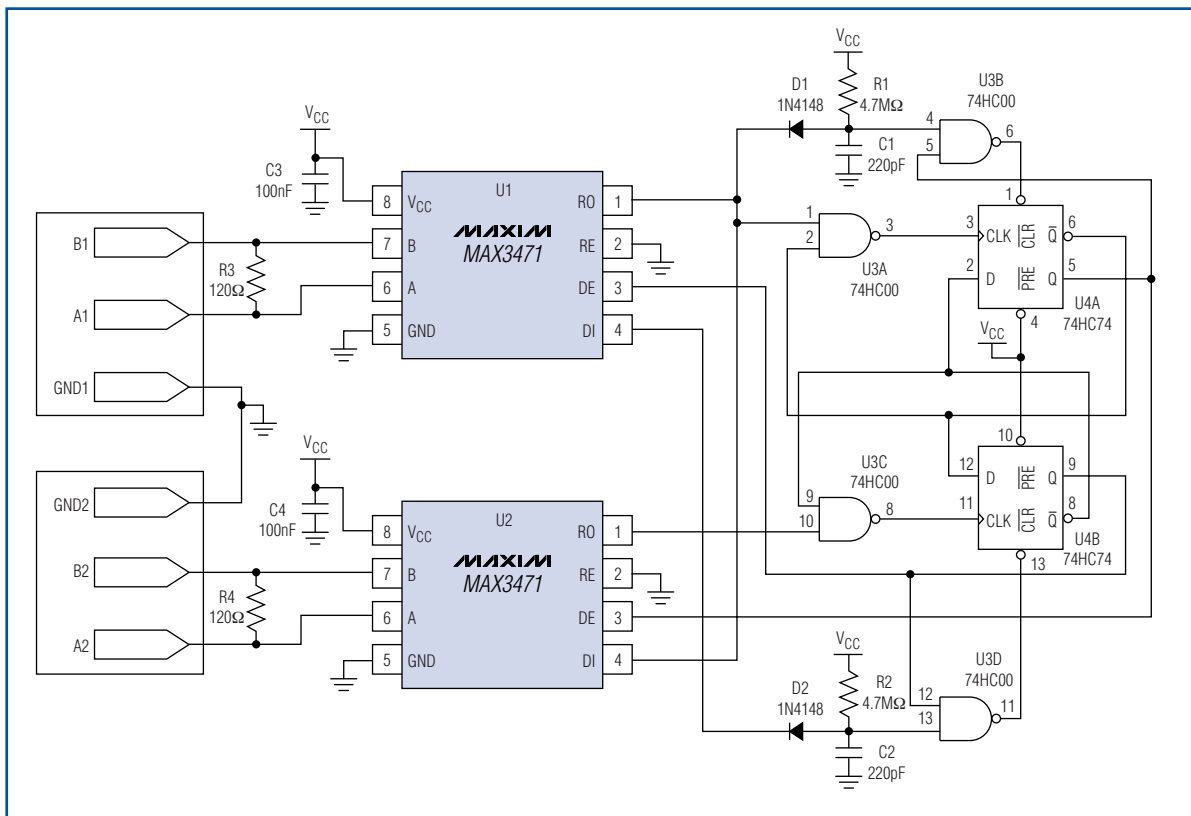 VCC
D1
1N4148
R1
4.7MΩ
C1
220pF
U3B
74HC00
4
5
6
VCC
C3
100nF
U1
MAXIM
MAX3471
8 VCC
7 B
6 A
5 GND
RO 1
RE 2
DE 3
DI 4
B1
A1
GND1
R3
120Ω
1
2
3
U3A
74HC00
1
3 CLK
CLR
Q 6
2 D
PRE
Q 5
4
U4A
74HC74
VCC
GND2
B2
A2
R4
120Ω
VCC
C4
100nF
U2
MAXIM
MAX3471
8 VCC
7 B
6 A
5 GND
RO 1
RE 2
DE 3
DI 4
U3C
74HC00
9
10
8
10
12 D
PRE
Q 9
11 CLK
CLR
Q 8
13
U4B
74HC74
VCC
D2
1N4148
R2
4.7MΩ
C2
220pF
U3D
74HC00
12
13
11